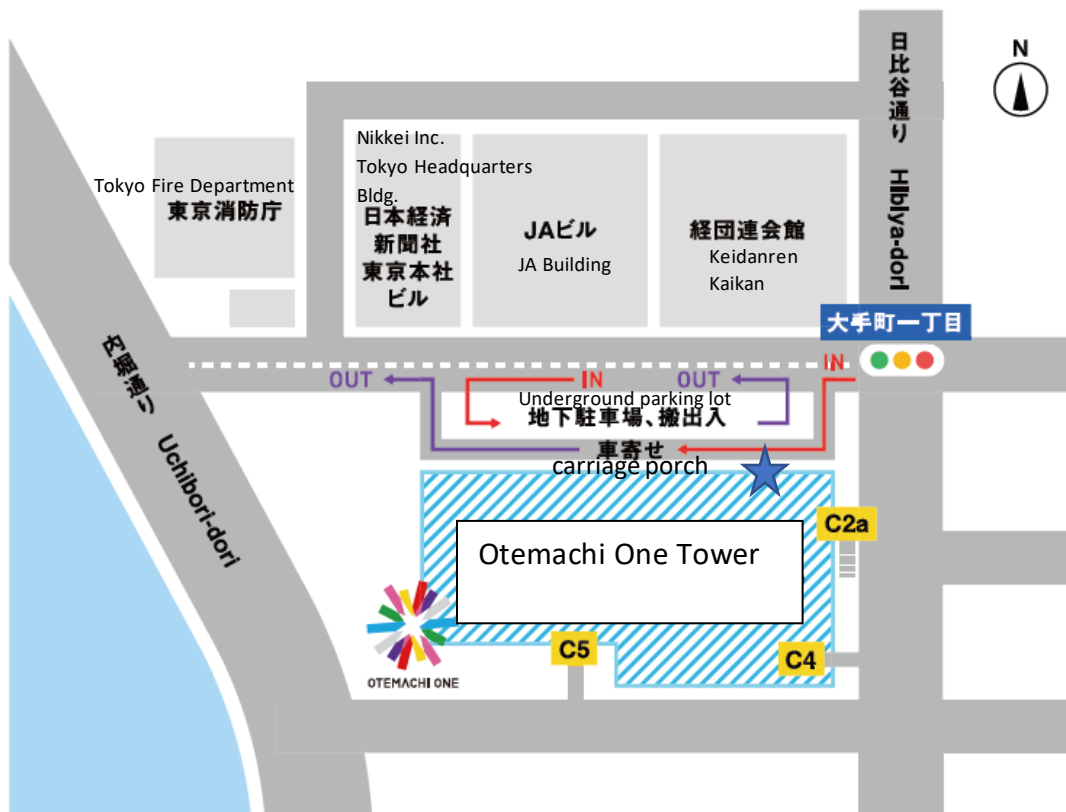 N
日比谷通り Hibiya-dori
Nikkei Inc.
Tokyo Headquarters
Bldg.
Tokyo Fire Department
東京消防庁
日本経済
新聞社
東京本社
ビル
JAビル
JA Building
経団連会館
Keidanren
Kaikan
大手町一丁目
内堀通り Uchibori-dori
OUT
IN
OUT
IN
Underground parking lot
地下駐車場、搬出入
車寄せ
carriage porch
C2a
Otemachi One Tower
C5
C4
OTEMACHI ONE